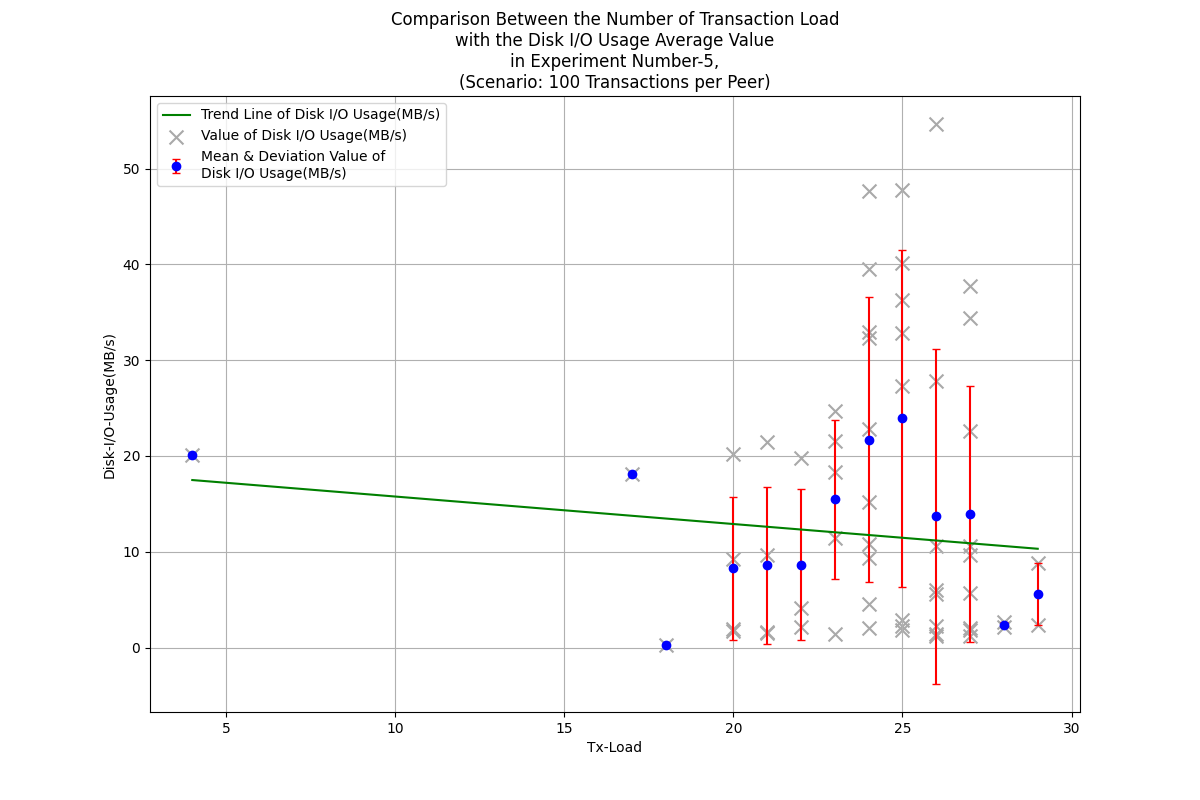 Comparison Between the Number of Transaction Load
with the Disk I/O Usage Average Value
in Experiment Number-5,
(Scenario: 100 Transactions per Peer)
Trend Line of Disk I/O Usage(MB/s)
Value of Disk I/O Usage(MB/s)
Mean & Deviation Value of
Disk I/O Usage(MB/s)
Disk-I/O-Usage(MB/s)
50
40
30
20
10
0
5
10
15
20
25
30
Tx-Load